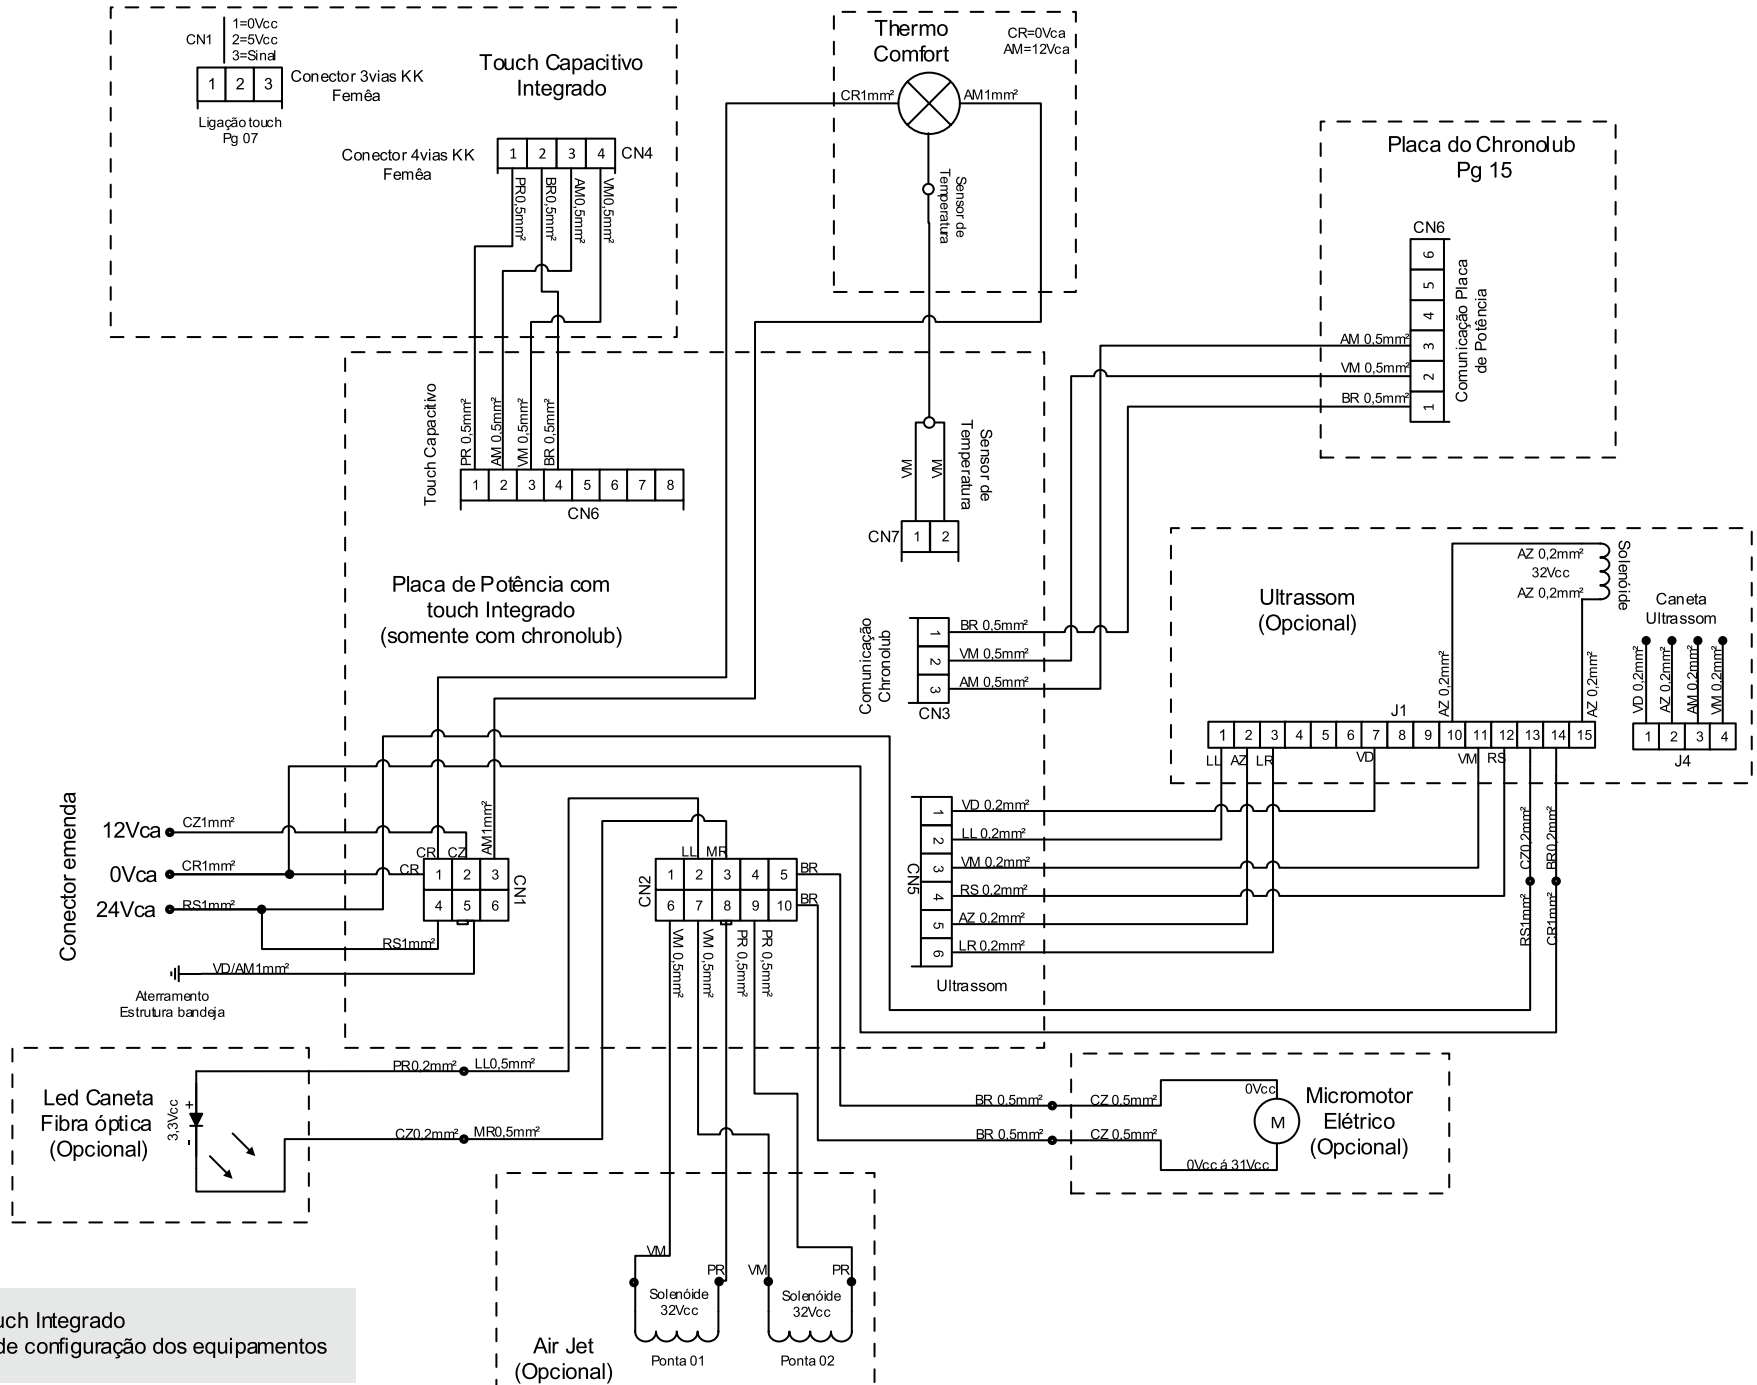 CN1
1=0Vcc
2=5Vcc
3=Sinal
1 2 3
Conector 3vias KK
Femêa
Ligação touch
Pg 07
Touch Capacitivo
Integrado
Conector 4vias KK
Femêa
1 2 3 4
CN4
PR0,5mm²
BR0,5mm²
AM0,5mm²
VM0,5mm²
Thermo
Comfort
CR=0Vca
AM=12Vca
CR1mm²
AM1mm²
Sensor de
Temperatura
Placa do Chronolub
Pg 15
CN6
6
5
4
3
2
1
Comunicação Placa
de Potência
AM 0,5mm²
VM 0,5mm²
BR 0,5mm²
Touch Capacitivo
PR 0,5mm²
AM 0,5mm²
VM 0,5mm²
BR 0,5mm²
1 2 3 4 5 6 7 8
CN6
Sensor de
Temperatura
CN7
1 2
Placa de Potência com
touch Integrado
(somente com chronolub)
Comunicação
Chronolub
1
2
3
CN3
BR 0,5mm²
VM 0,5mm²
AM 0,5mm²
Ultrassom
(Opcional)
AZ 0,2mm²
32Vcc
AZ 0,2mm²
Solenóide
Caneta
Ultrassom
AZ 0,2mm²
AZ 0,2mm²
VD 0,2mm²
AZ 0,2mm²
AM 0,2mm²
VM 0,2mm²
J1
1 2 3 4 5 6 7 8 9 10 11 12 13 14 15
1 2 3 4
J4
LL AZ LR VD VM RS
CZ0,2mm²
BR0,2mm²
RS1mm²
CR1mm²
1
2
3
4
5
6
CN5
VD 0,2mm²
LL 0,2mm²
VM 0,2mm²
RS 0,2mm²
AZ 0,2mm²
LR 0,2mm²
Ultrassom
Conector emenda
12Vca
CZ1mm²
0Vca
CR1mm²
24Vca
RS1mm²
RS1mm²
VD/AM1mm²
Aterramento
Estrutura bandeja
CR CZ
AM1mm²
CR
1 2 3
4 5 6
CN1
LL MR
CN2
1 2 3 4 5
6 7 8 9 10
BR
BR
VM 0,5mm²
VM 0,5mm²
PR 0,5mm²
PR 0,5mm²
Led Caneta
Fibra óptica
(Opcional)
3,3Vcc
+
-
PR0,2mm²
LL0,5mm²
CZ0,2mm²
MR0,5mm²
BR 0,5mm²
CZ 0,5mm²
BR 0,5mm²
CZ 0,5mm²
0Vcc
M
0Vcc á 31Vcc
Micromotor
Elétrico
(Opcional)
VM
PR
VM
PR
Solenóide
32Vcc
Solenóide
32Vcc
Ponta 01
Ponta 02
Air Jet
(Opcional)
uch Integrado
de configuração dos equipamentos